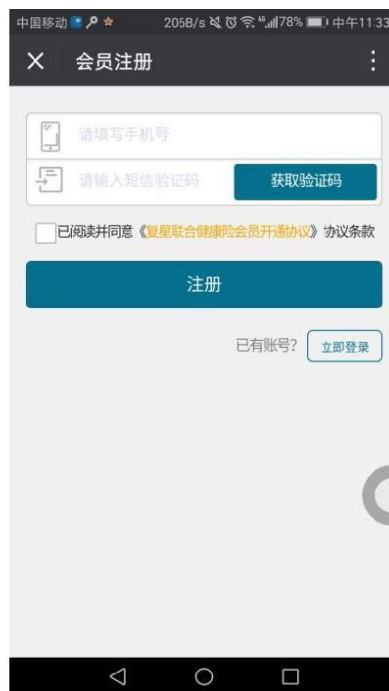 中国移动 205B/s 46 78% 中午11:33
会员注册
请填写手机号
请输入短信验证码 获取验证码
已阅读并同意《复星联合健康险会员开通协议》协议条款
注册
已有账号? 立即登录